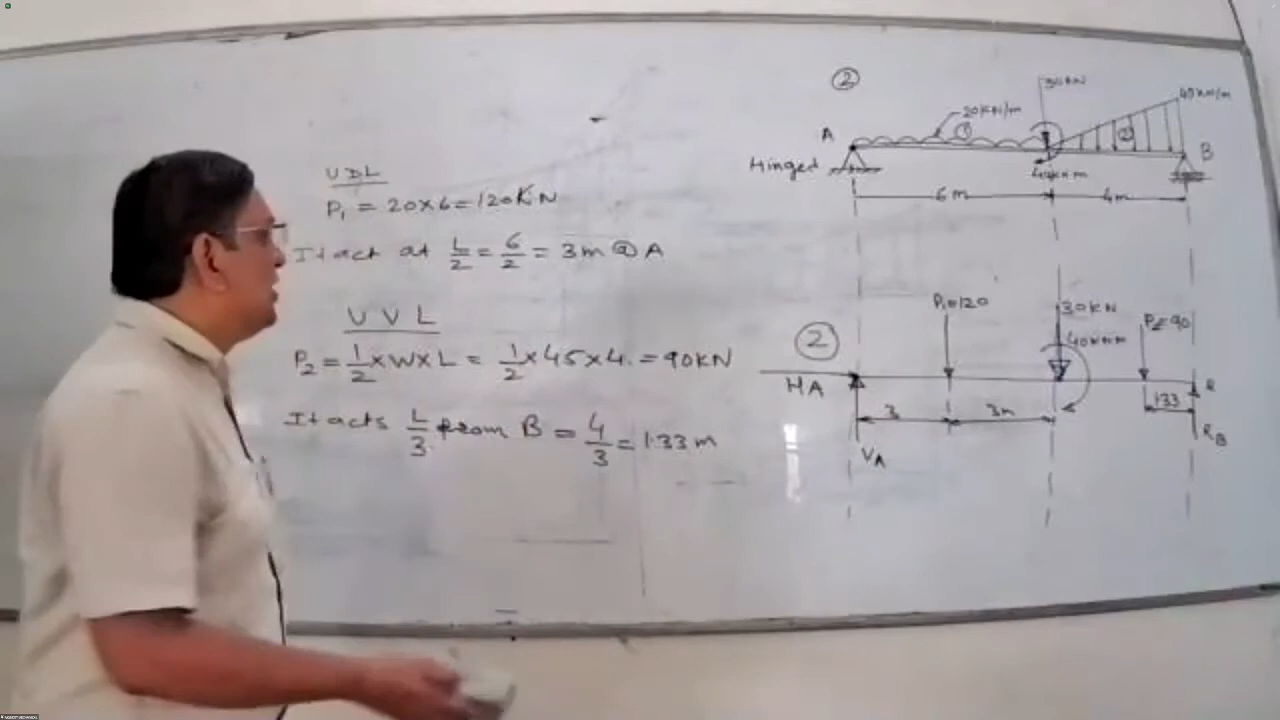 UDL
P1 = 20×6 = 120KN
It act at L/2 = 6/2 = 3m @ A
UVL
P2 = 1/2 × W × L = 1/2 × 45 × 4. = 90KN
It acts L/3 from B = 4/3 = 1.33 m
2
30KN
20KN/m
1
45KN/m
2
A
B
Hinged
40KNm
6m
4m
2
P1=120
30KN
40KNm
P2=90
HA
3
3m
1.33
VA
RB